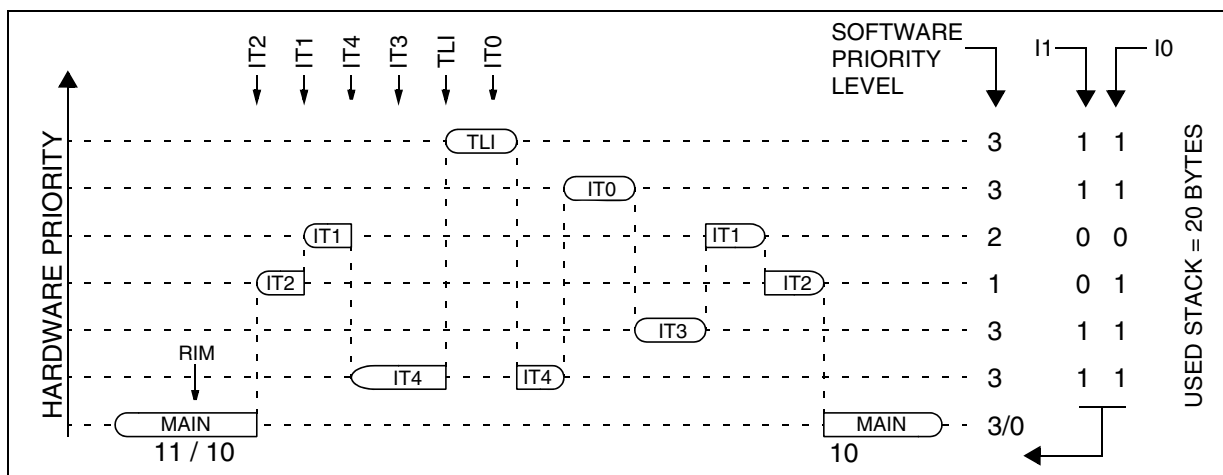 IT2
IT1
IT4
IT3
TLI
IT0
SOFTWARE
PRIORITY
LEVEL
I1
I0
HARDWARE PRIORITY
TLI
3
1 1
IT0
3
1 1
IT1
IT1
2
0 0
IT2
IT2
1
0 1
IT3
3
1 1
RIM
IT4
IT4
3
1 1
MAIN
MAIN
3/0
11 / 10
10
USED STACK = 20 BYTES